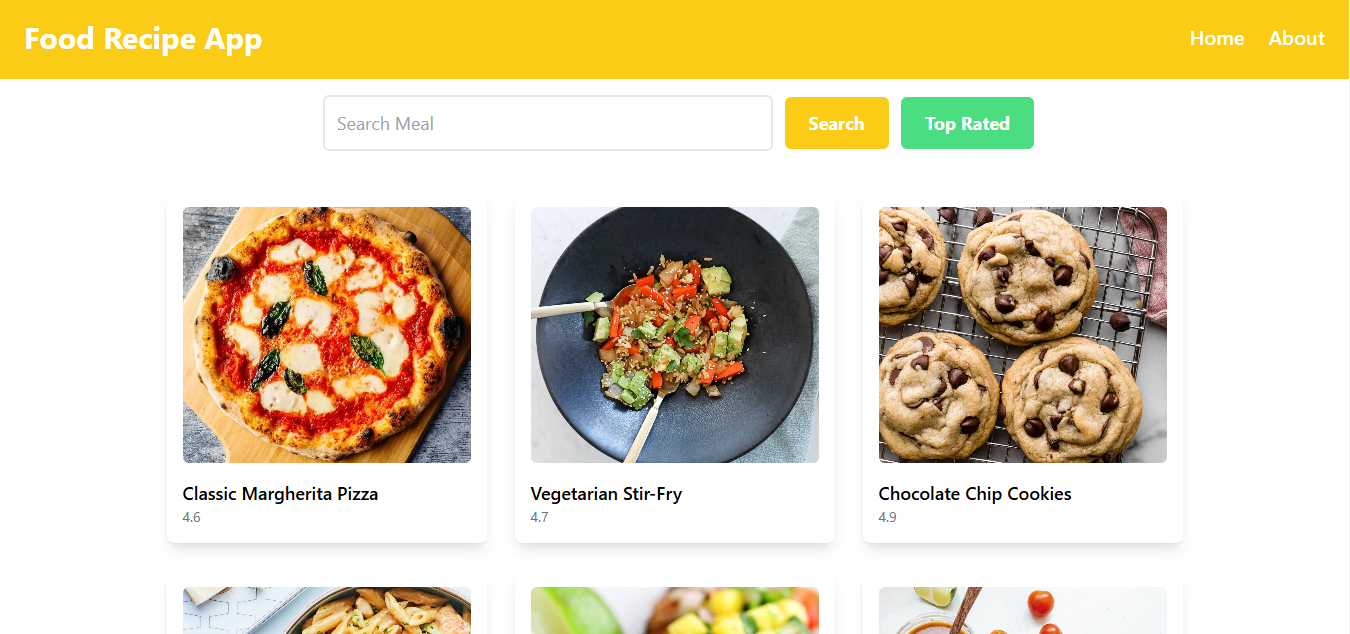 Food Recipe App
Home About
Search Meal
Search
Top Rated
Classic Margherita Pizza
4.6
Vegetarian Stir-Fry
4.7
Chocolate Chip Cookies
4.9